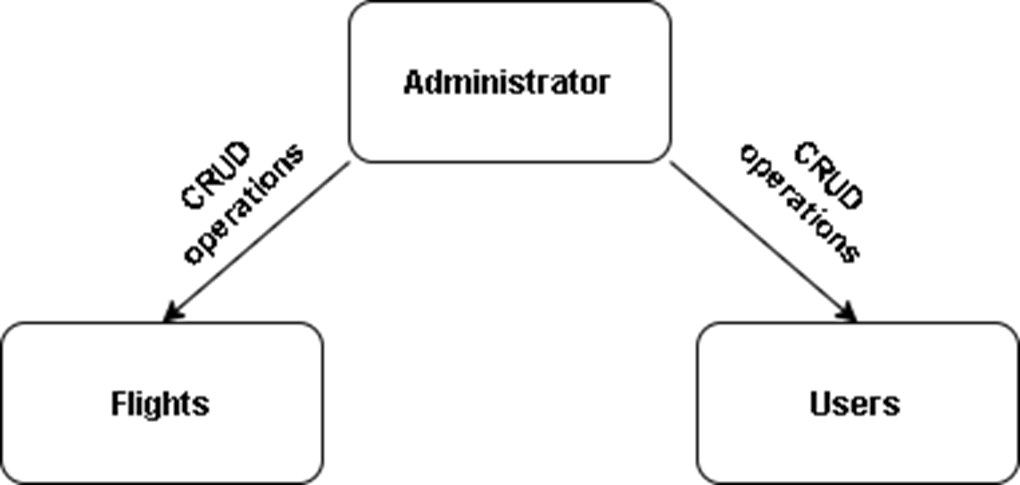 Administrator
CRUD
operations
CRUD
operations
Flights
Users